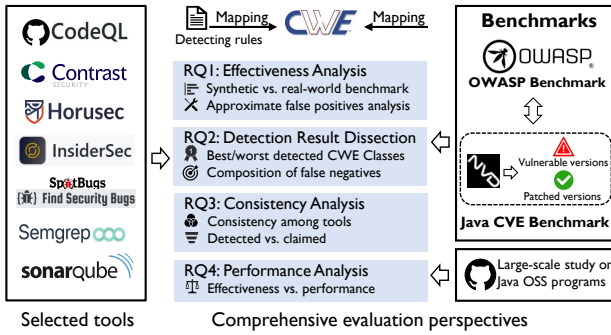 CodeQL
Contrast
SECURITY
Horusec
InsiderSec
SpotBugs
Find Security Bugs
Semgrep
sonarqube
Selected tools
Mapping
Detecting rules
CWE
Mapping
RQ1: Effectiveness Analysis
Synthetic vs. real-world benchmark
Approximate false positives analysis
RQ2: Detection Result Dissection
Best/worst detected CWE Classes
Composition of false negatives
RQ3: Consistency Analysis
Consistency among tools
Detected vs. claimed
RQ4: Performance Analysis
Effectiveness vs. performance
Comprehensive evaluation perspectives
Benchmarks
OWASP
OWASP Benchmark
NVD
Vulnerable versions
Patched versions
Java CVE Benchmark
Large-scale study on
Java OSS programs